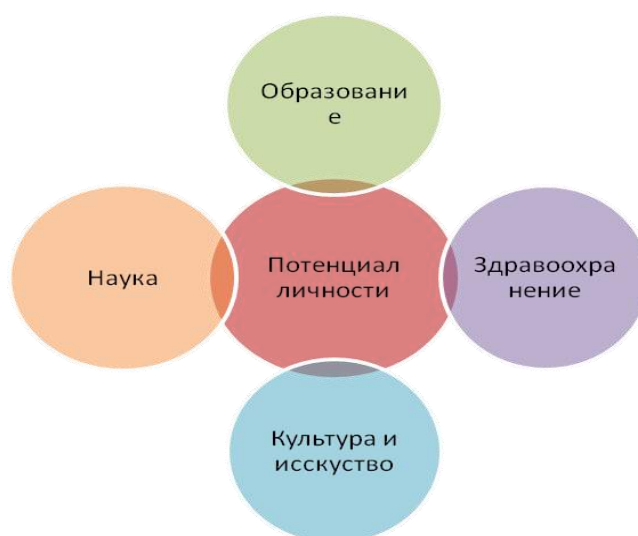 Образовани
е
Наука
Потенциал
личности
Здравоохра
нение
Культура и
исскуство